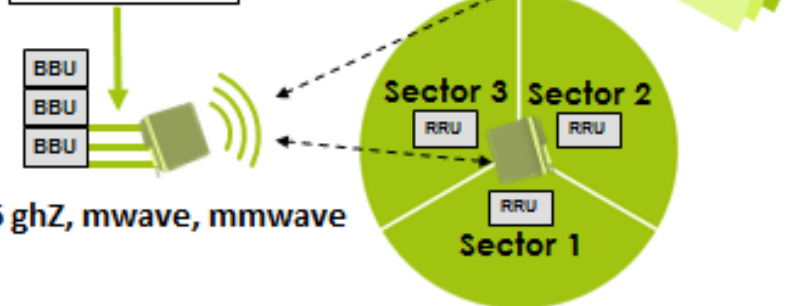 BBU
BBU
BBU
Sector 3
Sector 2
RRU
RRU
ghZ, mwave, mmwave
RRU
Sector 1